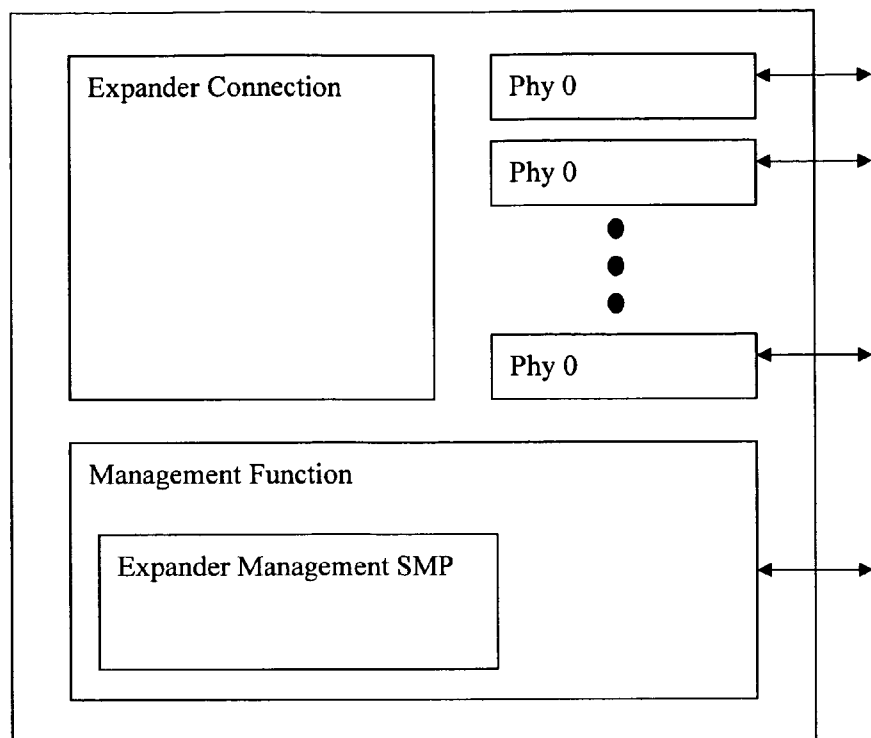 Expander Connection
Phy 0
Phy 0
Phy 0
Management Function
Expander Management SMP